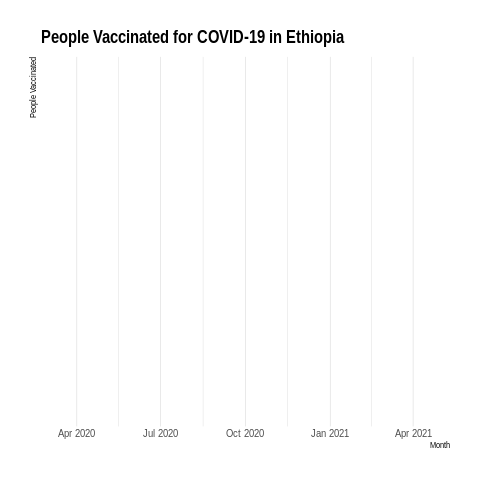 People Vaccinated for COVID-19 in Ethiopia
People Vaccinated
Apr 2020 Jul 2020 Oct 2020 Jan 2021 Apr 2021
Month